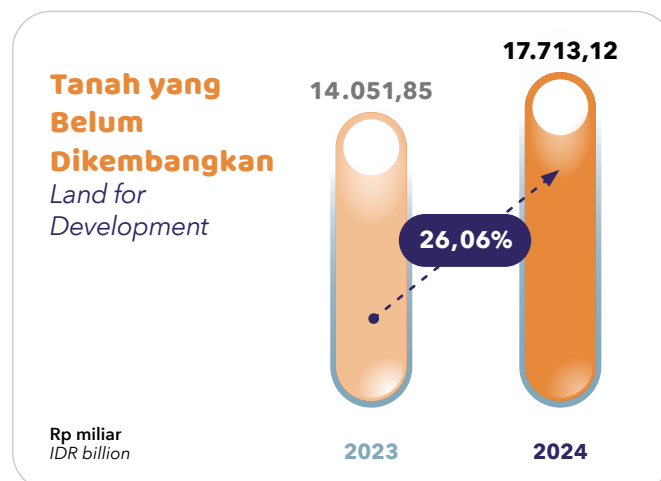 Tanah yang
Belum
Dikembangkan
Land for
Development
14.051,85
17.713,12
26,06%
Rp miliar
IDR billion
2023
2024